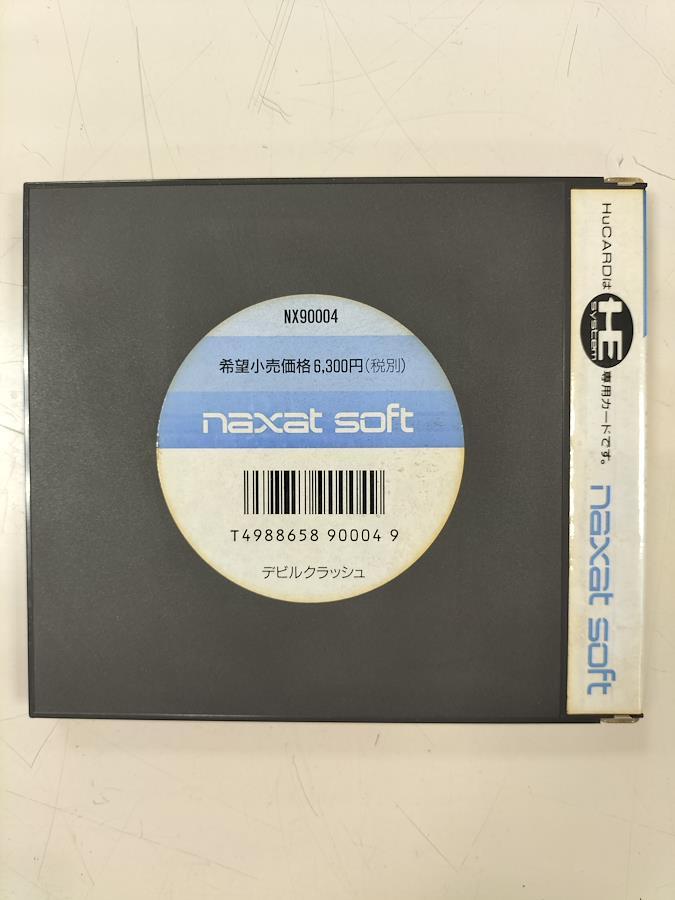 NX90004
希望小売価格6,300円(税別)
naxat soft
T4988658 90004 9
デビルクラッシュ
HuCARDは HE SYSTEM 専用カードです。
naxat soft